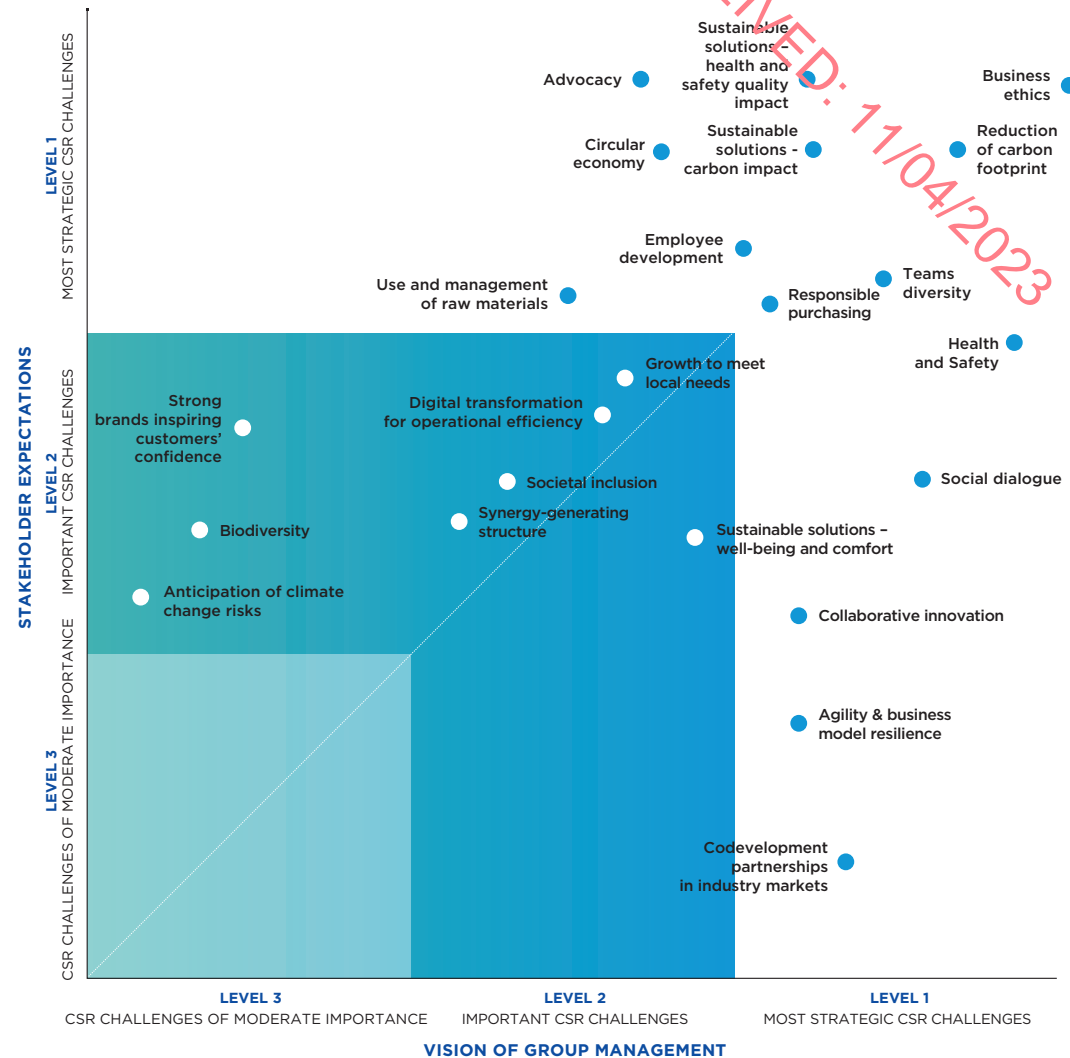 Sustainable
solutions –
health and
safety quality
impact
Advocacy
Business
ethics
IVED: 11/04/2023
Circular
economy
Sustainable
solutions -
carbon impact
Reduction
of carbon
footprint
Employee
development
Use and management
of raw materials
Teams
diversity
Responsible
purchasing
Health
and Safety
Growth to meet
local needs
Strong
brands inspiring
customers’
confidence
Digital transformation
for operational efficiency
Societal inclusion
Social dialogue
Synergy-generating
structure
Biodiversity
Sustainable solutions –
well-being and comfort
Anticipation of climate
change risks
Collaborative innovation
Agility & business
model resilience
Codevelopment
partnerships
in industry markets
STAKEHOLDER EXPECTATIONS
LEVEL 1
MOST STRATEGIC CSR CHALLENGES
LEVEL 2
IMPORTANT CSR CHALLENGES
LEVEL 3
CSR CHALLENGES OF MODERATE IMPORTANCE
LEVEL 3
CSR CHALLENGES OF MODERATE IMPORTANCE
LEVEL 2
IMPORTANT CSR CHALLENGES
LEVEL 1
MOST STRATEGIC CSR CHALLENGES
VISION OF GROUP MANAGEMENT